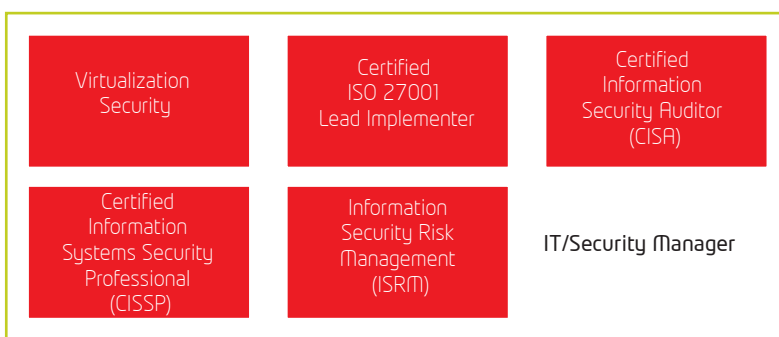 Virtualization
Security
Certified
ISO 27001
Lead Implementer
Certified
Information
Security Auditor
(CISA)
Certified
Information
Systems Security
Professional
(CISSP)
Information
Security Risk
Management
(ISRM)
IT/Security Manager